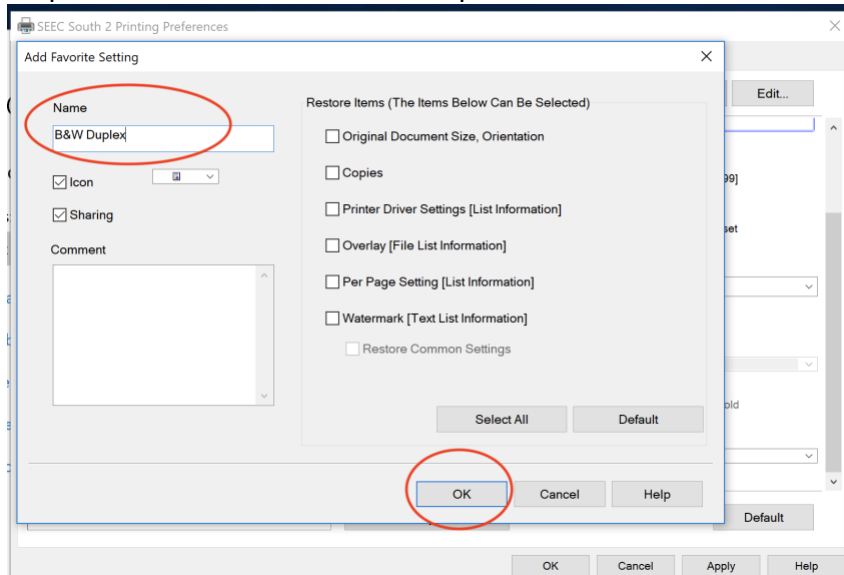 SEEC South 2 Printing Preferences
Add Favorite Setting
Edit...
Name
B&W Duplex
Icon
Sharing
Comment
Restore Items (The Items Below Can Be Selected)
Original Document Size, Orientation
Copies
Printer Driver Settings [List Information]
Overlay [File List Information]
Per Page Setting [List Information]
Watermark [Text List Information]
Restore Common Settings
99]
set
old
Select All Default
OK Cancel Help
Default
OK Cancel Apply Help